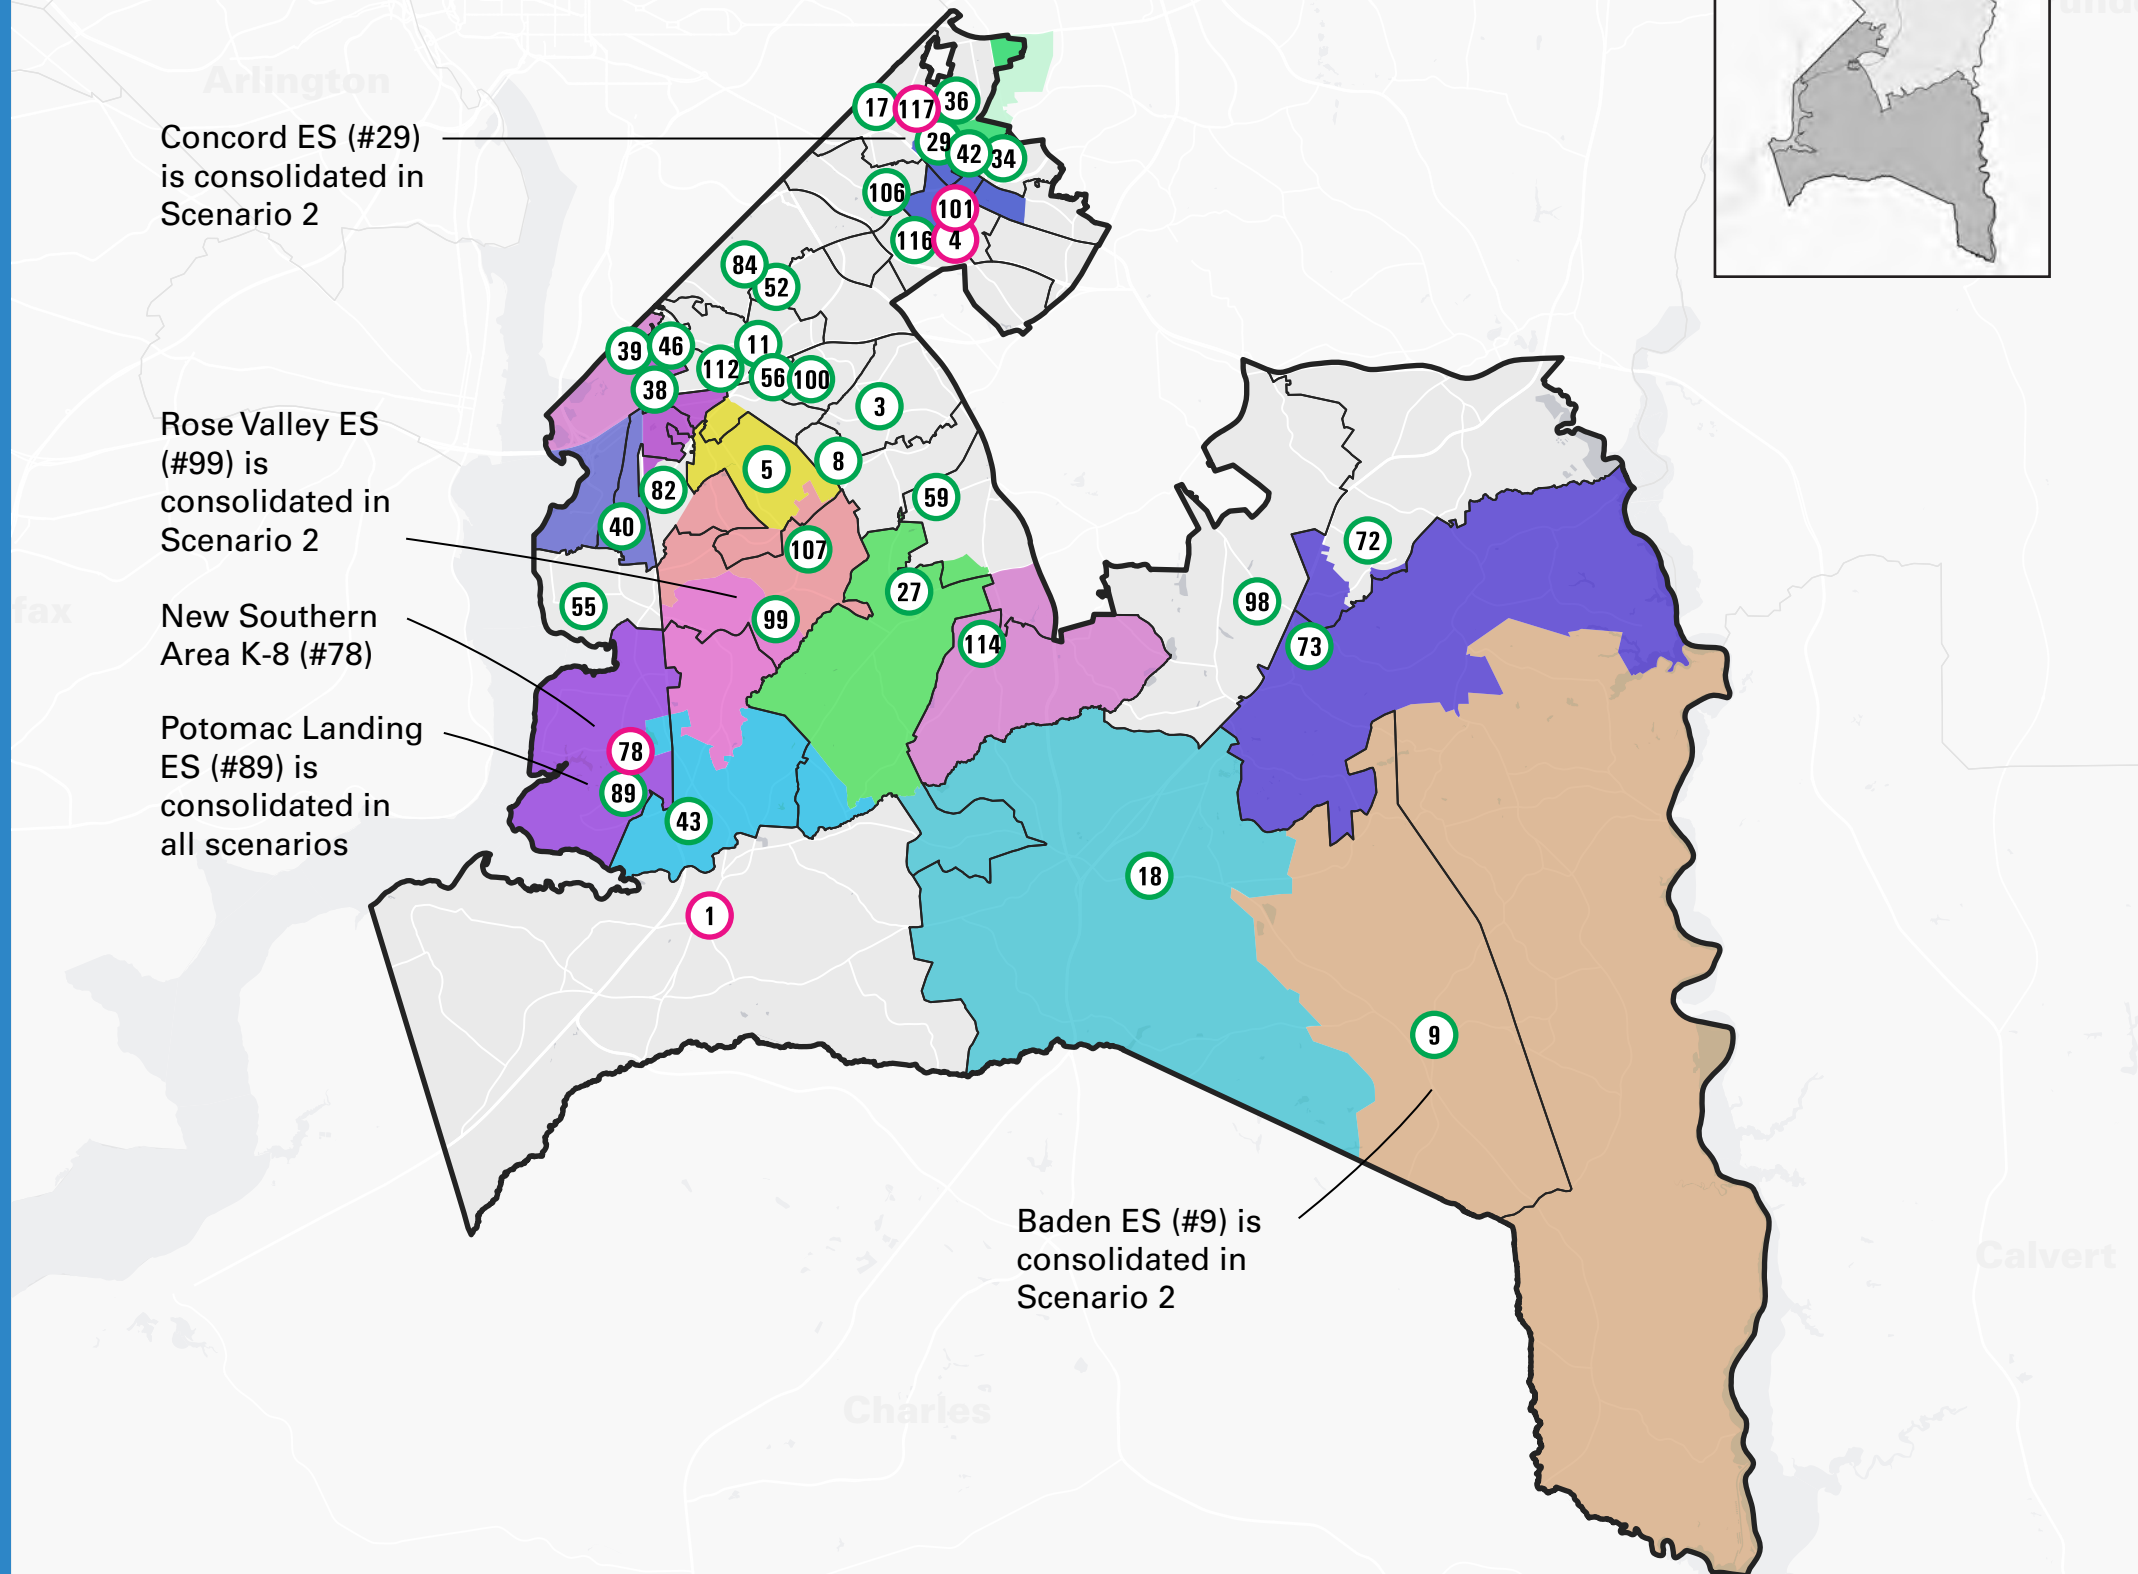 Arlington
Concord ES (#29)
is consolidated in
Scenario 2
Rose Valley ES
(#99) is
consolidated in
Scenario 2
New Southern
Area K-8 (#78)
Potomac Landing
ES (#89) is
consolidated in
all scenarios
fax
17
117
36
29
42
34
106
101
116
4
84
52
39
46
11
112
56
100
38
3
5
8
82
59
40
107
72
55
27
98
99
114
73
78
89
43
18
1
9
Baden ES (#9) is
consolidated in
Scenario 2
Calvert
Charles